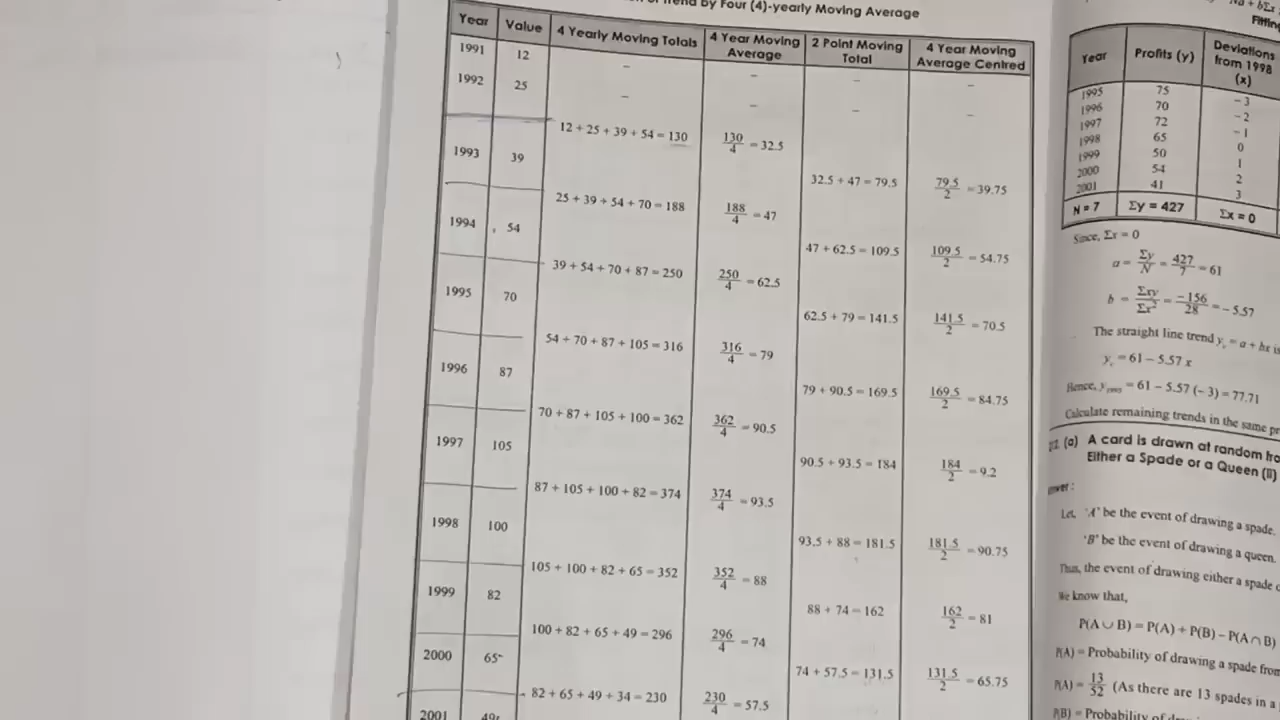 Trend by Four (4)-yearly Moving Average
Year Value 4 Yearly Moving Totals 4 Year Moving Average 2 Point Moving Total 4 Year Moving Average Centred
1991 12 – – – –
1992 25 – – – –
12 + 25 + 39 + 54 = 130 130/4 = 32.5
1993 39 32.5 + 47 = 79.5 79.5/2 = 39.75
25 + 39 + 54 + 70 = 188 188/4 = 47
1994 54 47 + 62.5 = 109.5 109.5/2 = 54.75
39 + 54 + 70 + 87 = 250 250/4 = 62.5
1995 70 62.5 + 79 = 141.5 141.5/2 = 70.5
54 + 70 + 87 + 105 = 316 316/4 = 79
1996 87 79 + 90.5 = 169.5 169.5/2 = 84.75
70 + 87 + 105 + 100 = 362 362/4 = 90.5
1997 105 90.5 + 93.5 = 184 184/2 = 9.2
87 + 105 + 100 + 82 = 374 374/4 = 93.5
1998 100 93.5 + 88 = 181.5 181.5/2 = 90.75
105 + 100 + 82 + 65 = 352 352/4 = 88
1999 82 88 + 74 = 162 162/2 = 81
100 + 82 + 65 + 49 = 296 296/4 = 74
2000 65 74 + 57.5 = 131.5 131.5/2 = 65.75
82 + 65 + 49 + 34 = 230 230/4 = 57.5
2001
Fitting
Year Profits (y) Deviations from 1998 (x)
1995 75 – 3
1996 70 – 2
1997 72 – 1
1998 65 0
1999 50 1
2000 54 2
2001 41 3
N = 7 Σy = 427 Σx = 0
Since, Σx = 0
a = Σy/N = 427/7 = 61
b = Σxy/Σx² = –156/28 = – 5.57
The straight line trend yc = a + bx is
yc = 61 – 5.57 x
Hence, y1995 = 61 – 5.57 (– 3) = 77.71
Calculate remaining trends in the same
(a) A card is drawn at random
Either a Spade or a Queen (ii)
Let, 'A' be the event of drawing a spade.
'B' be the event of drawing a queen.
Thus, the event of drawing either a spade
We know that,
P(A ∪ B) = P(A) + P(B) – P(A ∩ B)
P(A) = Probability of drawing a spade from
P(A) = 13/52 (As there are 13 spades in a
P(B) = Probability of